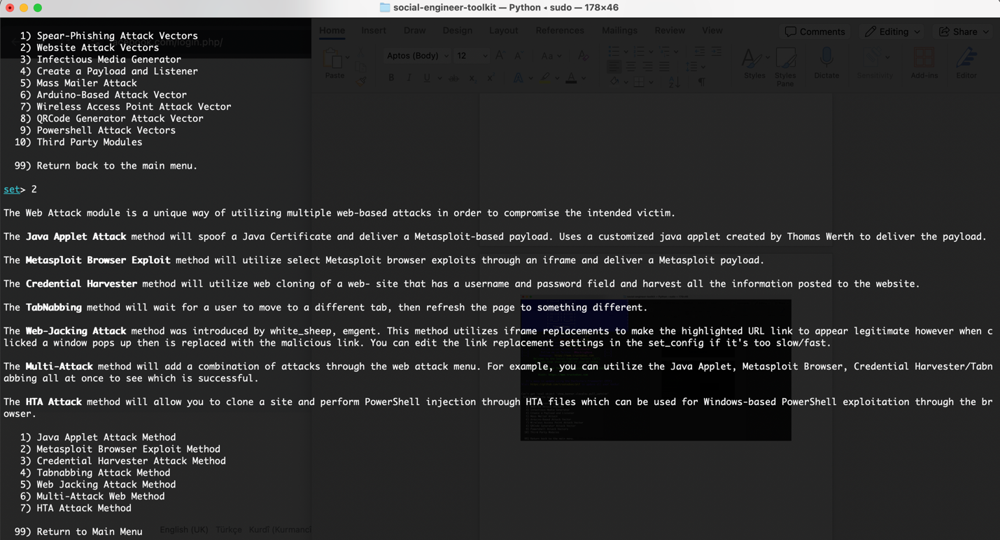 social-engineer-toolkit — Python ◂ sudo — 178×46
Home Insert Draw Design Layout References Mailings Review View Comments Editing Share
Aptos (Body) 12
Paste Styles Styles Pane Dictate Sensitivity Add-ins Editor
facebook.com/login.php/
1) Spear-Phishing Attack Vectors
2) Website Attack Vectors
3) Infectious Media Generator
4) Create a Payload and Listener
5) Mass Mailer Attack
6) Arduino-Based Attack Vector
7) Wireless Access Point Attack Vector
8) QRCode Generator Attack Vector
9) Powershell Attack Vectors
10) Third Party Modules
99) Return back to the main menu.
set> 2
The Web Attack module is a unique way of utilizing multiple web-based attacks in order to compromise the intended victim.
The Java Applet Attack method will spoof a Java Certificate and deliver a Metasploit-based payload. Uses a customized java applet created by Thomas Werth to deliver the payload.
The Metasploit Browser Exploit method will utilize select Metasploit browser exploits through an iframe and deliver a Metasploit payload.
The Credential Harvester method will utilize web cloning of a web- site that has a username and password field and harvest all the information posted to the website.
The TabNabbing method will wait for a user to move to a different tab, then refresh the page to something different.
The Web-Jacking Attack method was introduced by white_sheep, emgent. This method utilizes iframe replacements to make the highlighted URL link to appear legitimate however when c
licked a window pops up then is replaced with the malicious link. You can edit the link replacement settings in the set_config if it's too slow/fast.
The Multi-Attack method will add a combination of attacks through the web attack menu. For example, you can utilize the Java Applet, Metasploit Browser, Credential Harvester/Tabn
abbing all at once to see which is successful.
The HTA Attack method will allow you to clone a site and perform PowerShell injection through HTA files which can be used for Windows-based PowerShell exploitation through the br
owser.
1) Java Applet Attack Method
2) Metasploit Browser Exploit Method
3) Credential Harvester Attack Method
4) Tabnabbing Attack Method
5) Web Jacking Attack Method
6) Multi-Attack Web Method
7) HTA Attack Method
99) Return to Main Menu
English (UK) Türkçe Kurdî (Kurmancî